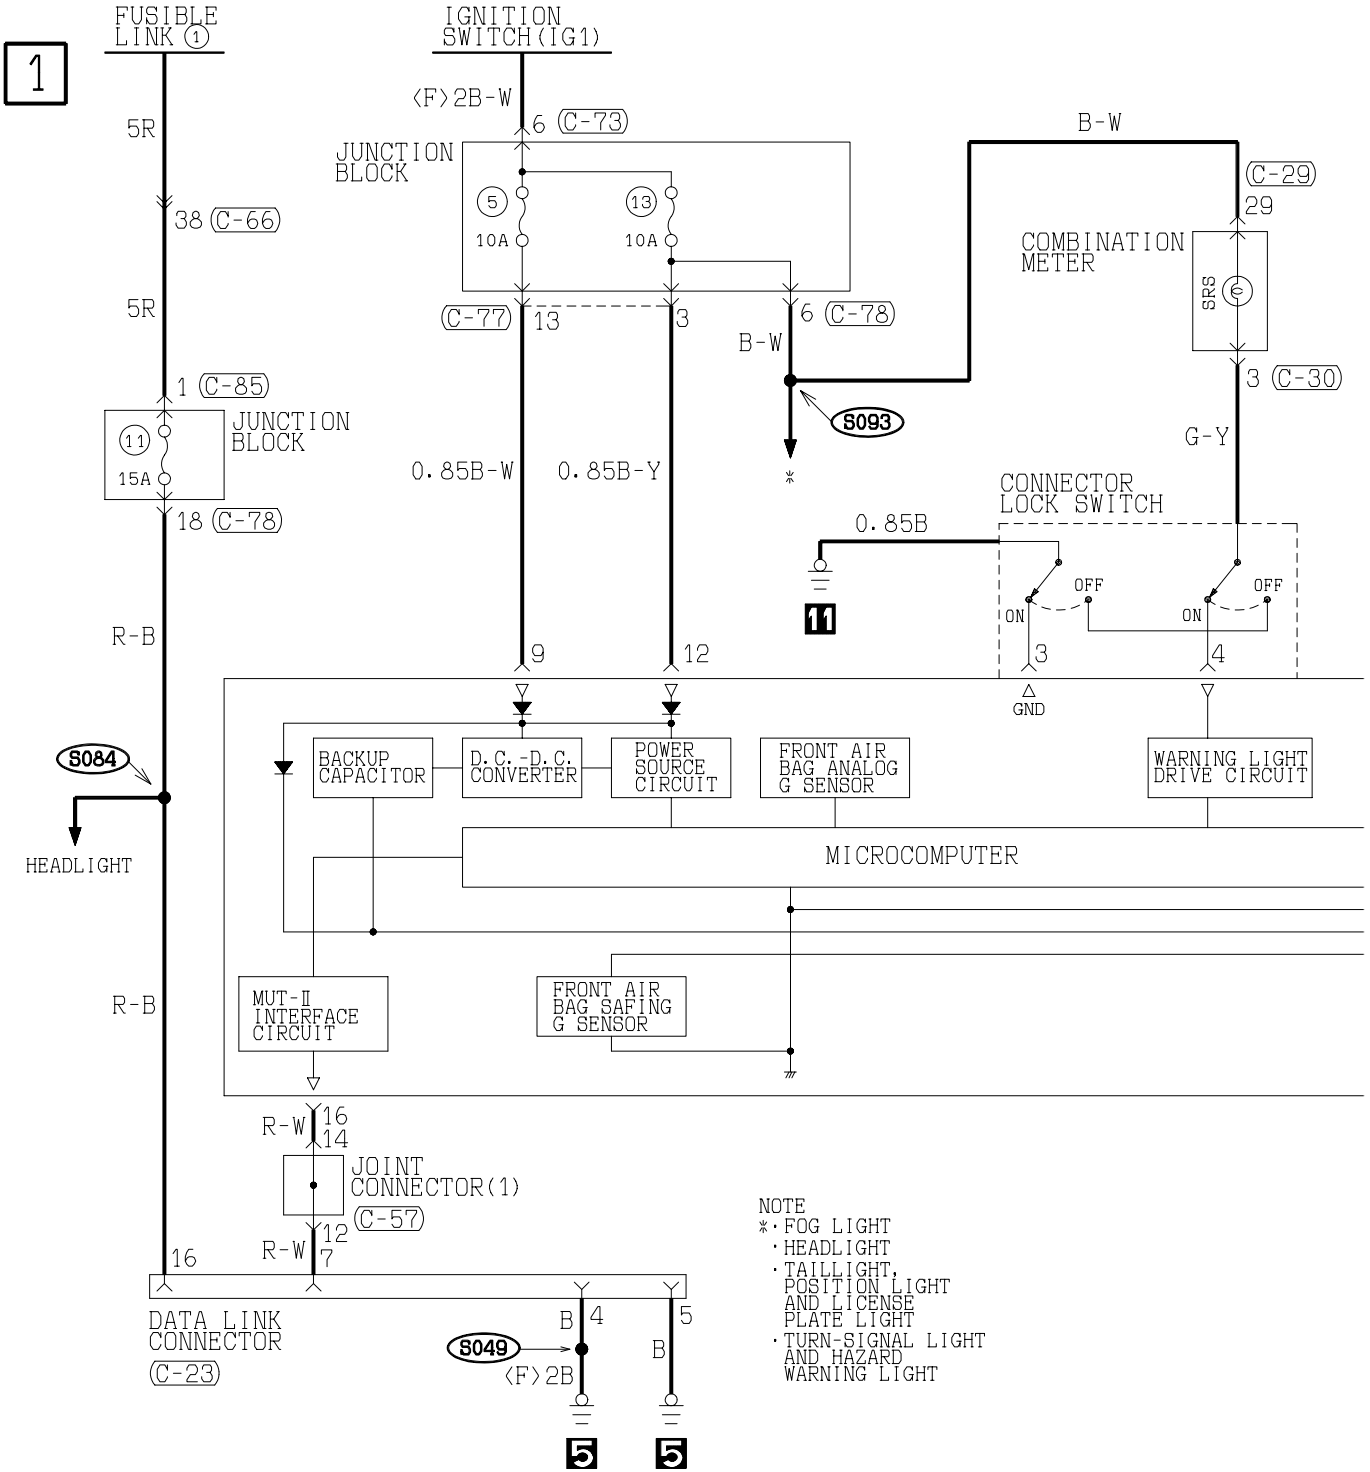 1
FUSIBLE
LINK ①
IGNITION
SWITCH(IG1)
5R
<F>2B-W
6 (C-73)
B-W
JUNCTION
BLOCK
5
10A
13
10A
(C-29)
29
38 (C-66)
COMBINATION
METER
SRS
5R
(C-77) 13
3
6 (C-78)
B-W
3 (C-30)
1 (C-85)
JUNCTION
BLOCK
11
15A
S093
*
G-Y
0.85B-W
0.85B-Y
CONNECTOR
LOCK SWITCH
18 (C-78)
0.85B
11
ON
OFF
ON
OFF
R-B
9
12
3
4
GND
S084
BACKUP
CAPACITOR
D.C.-D.C.
CONVERTER
POWER
SOURCE
CIRCUIT
FRONT AIR
BAG ANALOG
G SENSOR
WARNING LIGHT
DRIVE CIRCUIT
HEADLIGHT
MICROCOMPUTER
R-B
MUT-II
INTERFACE
CIRCUIT
FRONT AIR
BAG SAFING
G SENSOR
R-W
16
14
JOINT
CONNECTOR(1)
(C-57)
12
R-W
7
16
DATA LINK
CONNECTOR
(C-23)
B
4
5
S049
B
<F>2B
5
5
NOTE
*·FOG LIGHT
·HEADLIGHT
·TAILLIGHT,
POSITION LIGHT
AND LICENSE
PLATE LIGHT
·TURN-SIGNAL LIGHT
AND HAZARD
WARNING LIGHT